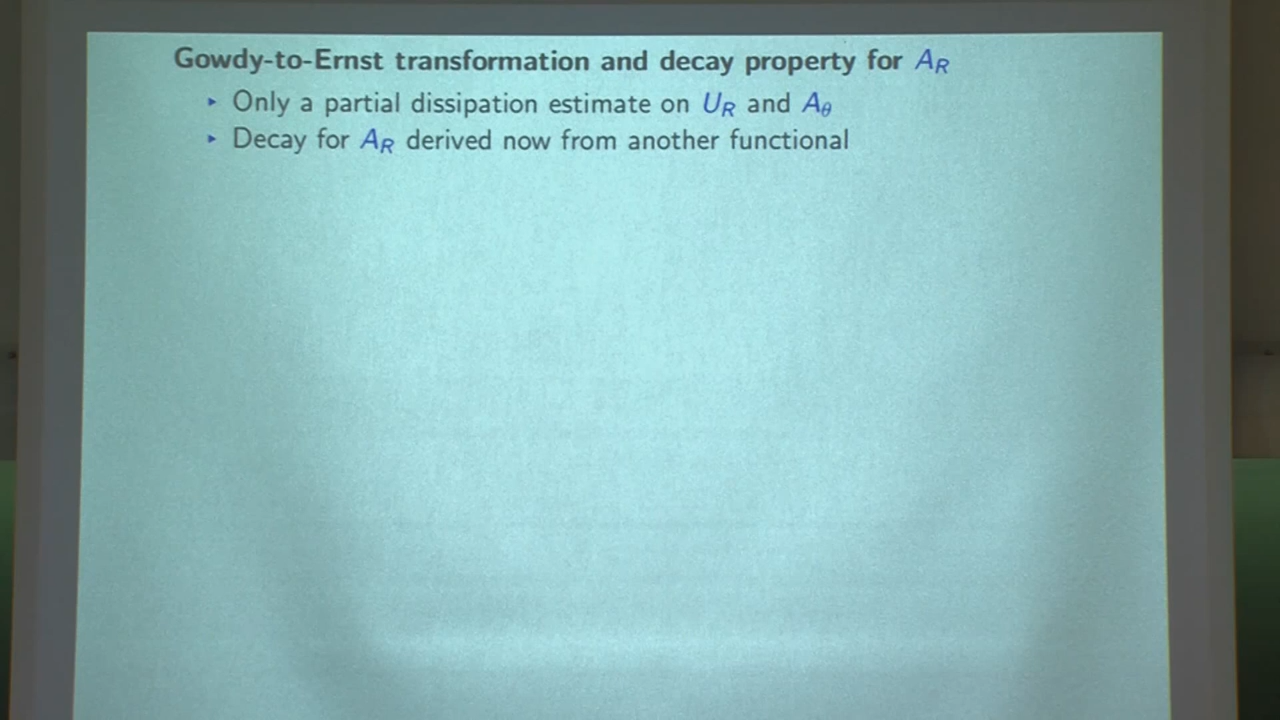 Gowdy-to-Ernst transformation and decay property for A_R
▸ Only a partial dissipation estimate on U_R and A_θ
▸ Decay for A_R derived now from another functional